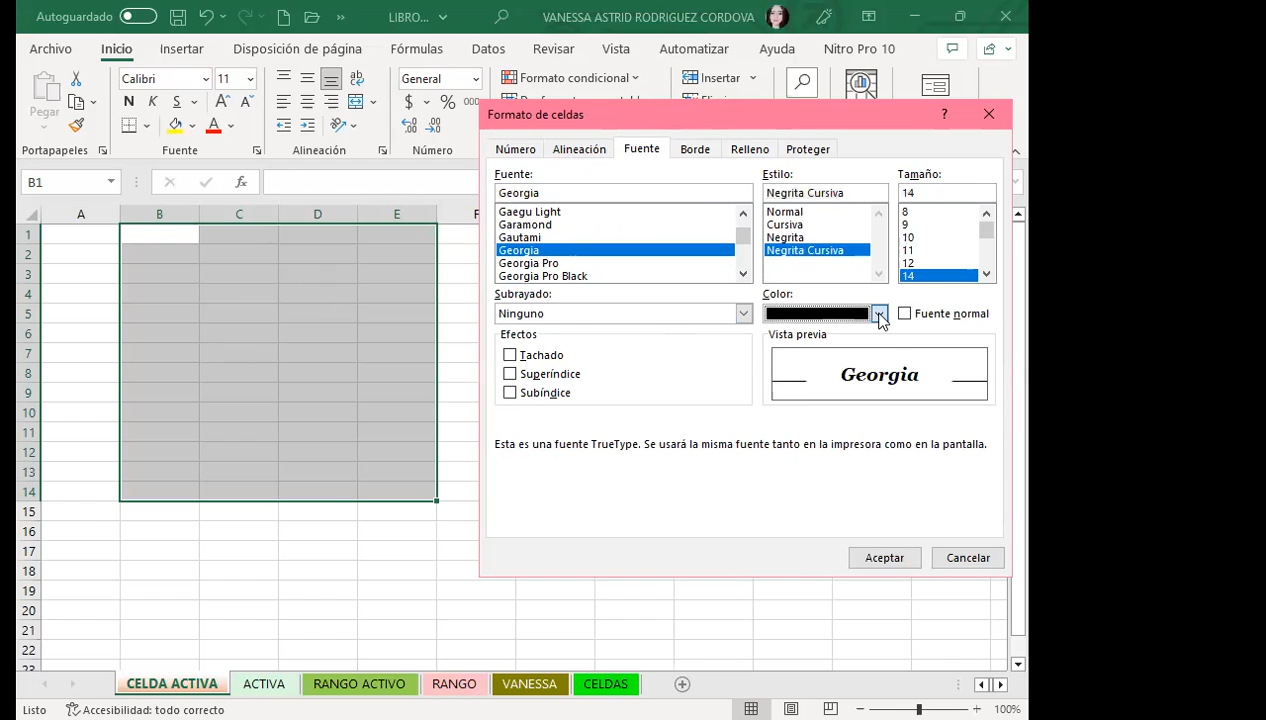 Autoguardado
LIBRO...
VANESSA ASTRID RODRIGUEZ CORDOVA
Archivo Inicio Insertar Disposición de página Fórmulas Datos Revisar Vista Automatizar Ayuda Nitro Pro 10
Pegar
Calibri 11
N K S
General
$ % 000
Formato condicional
Insertar
Portapapeles Fuente Alineación Número
B1
fx
A B C D E
1
2
3
4
5
6
7
8
9
10
11
12
13
14
15
16
17
18
19
20
21
22
23
Formato de celdas
?
Número Alineación Fuente Borde Relleno Proteger
Fuente: Estilo: Tamaño:
Georgia Negrita Cursiva 14
Gaegu Light Normal 8
Garamond Cursiva 9
Gautami Negrita 10
Georgia Negrita Cursiva 11
Georgia Pro 12
Georgia Pro Black 14
Subrayado: Color:
Ninguno Fuente normal
Efectos Vista previa
Tachado
Superíndice
Subíndice
Georgia
Esta es una fuente TrueType. Se usará la misma fuente tanto en la impresora como en la pantalla.
Aceptar Cancelar
CELDA ACTIVA ACTIVA RANGO ACTIVO RANGO VANESSA CELDAS
Listo Accesibilidad: todo correcto 100%